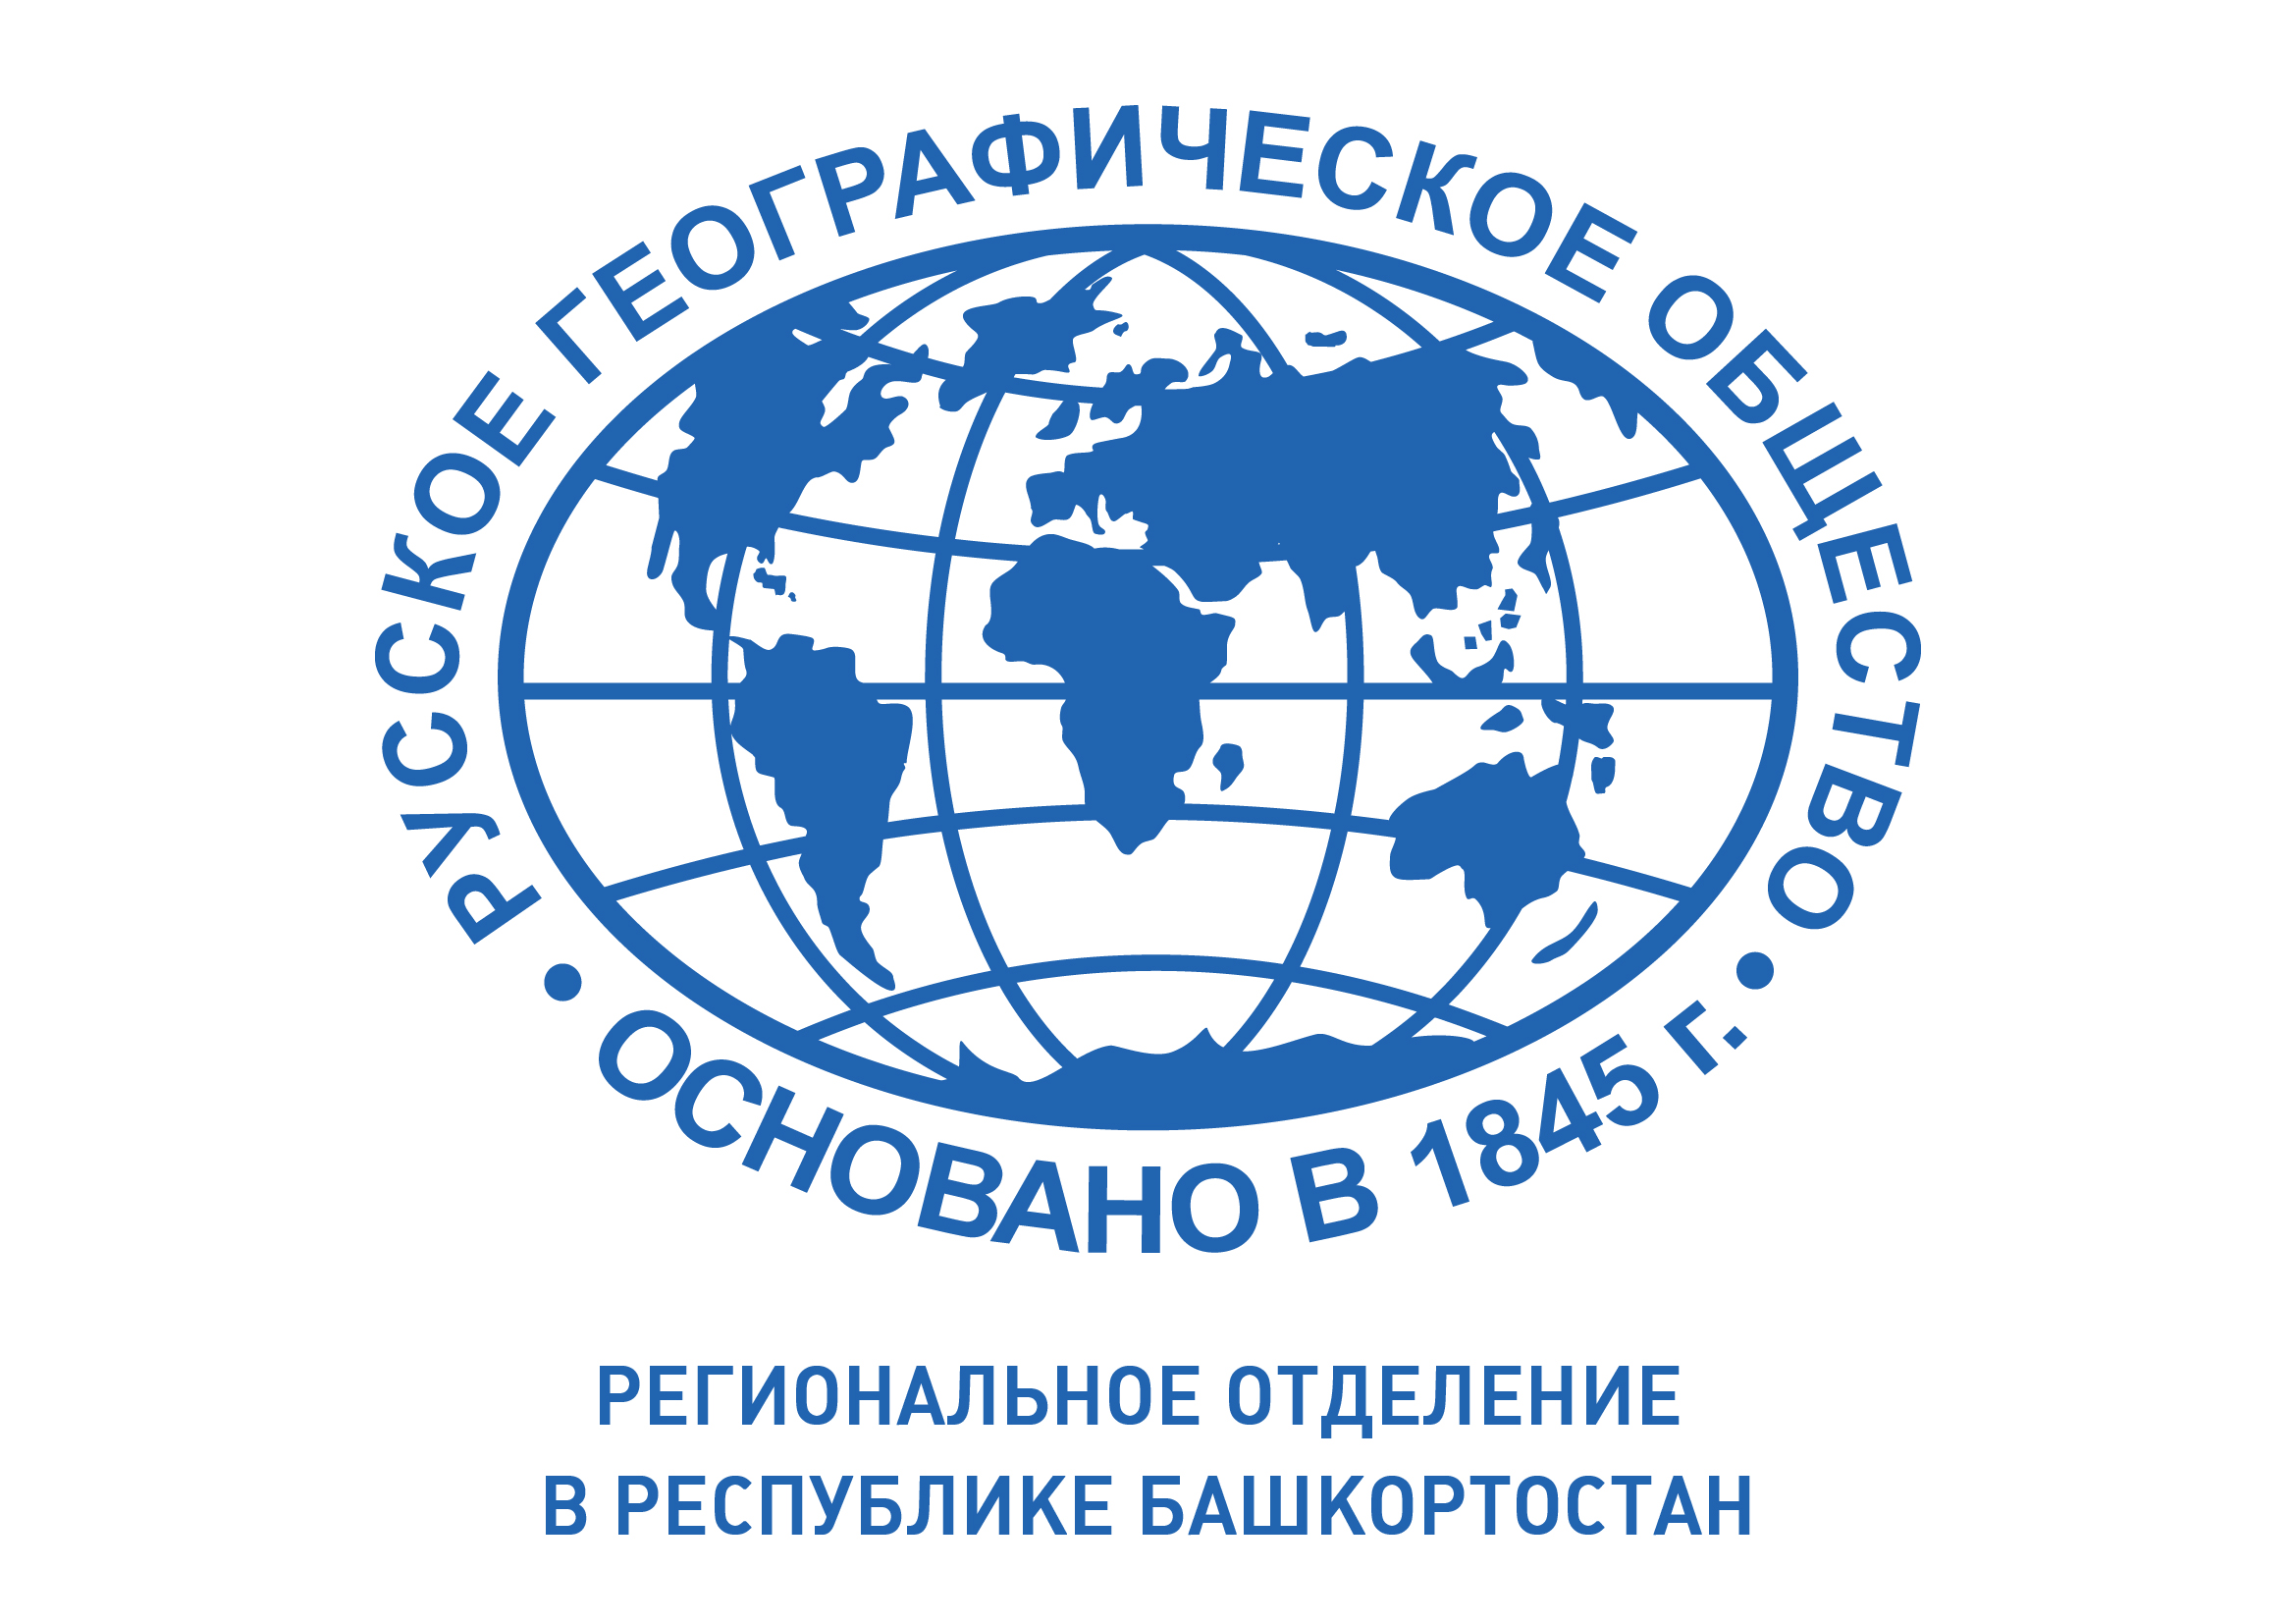 РУССКОЕ ГЕОГРАФИЧЕСКОЕ ОБЩЕСТВО
• ОСНОВАНО В 1845 Г. •
РЕГИОНАЛЬНОЕ ОТДЕЛЕНИЕ
В РЕСПУБЛИКЕ БАШКОРТОСТАН